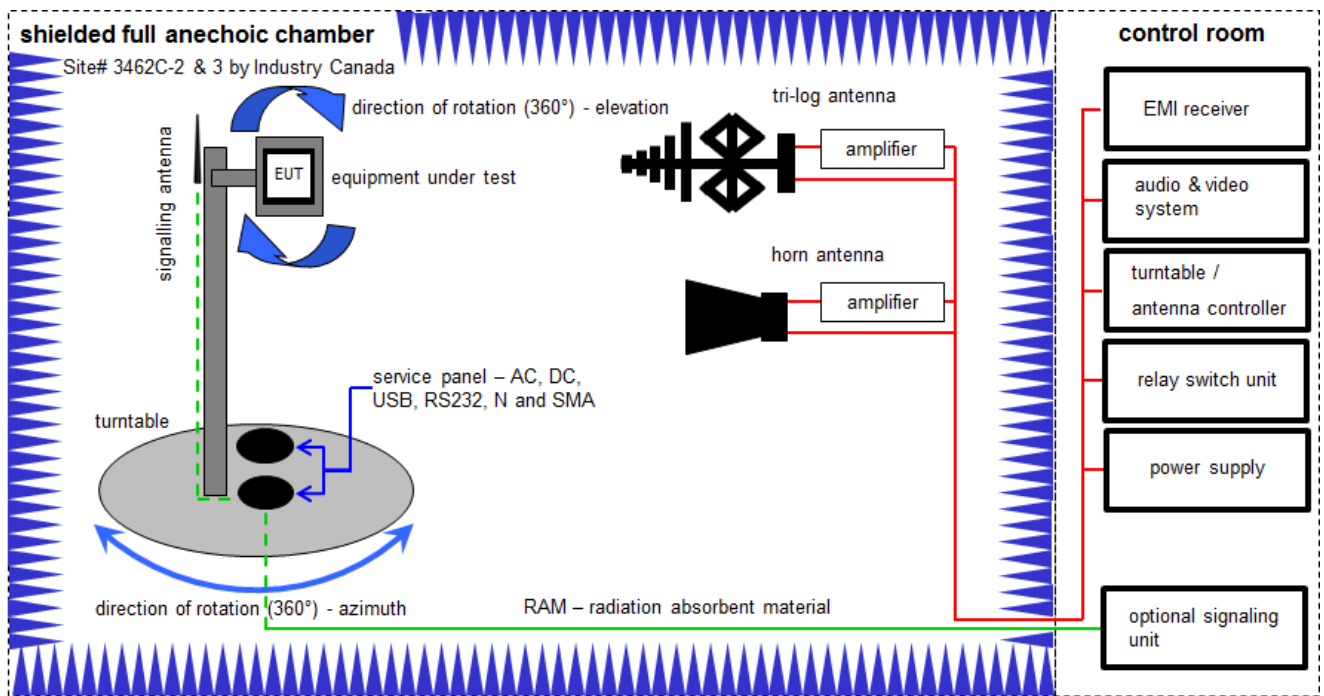 shielded full anechoic chamber
Site# 3462C-2 & 3 by Industry Canada
direction of rotation (360°) - elevation
signalling antenna
EUT
equipment under test
tri-log antenna
amplifier
horn antenna
amplifier
service panel – AC, DC,
USB, RS232, N and SMA
turntable
direction of rotation (360°) - azimuth
RAM – radiation absorbent material
control room
EMI receiver
audio & video
system
turntable /
antenna controller
relay switch unit
power supply
optional signaling
unit